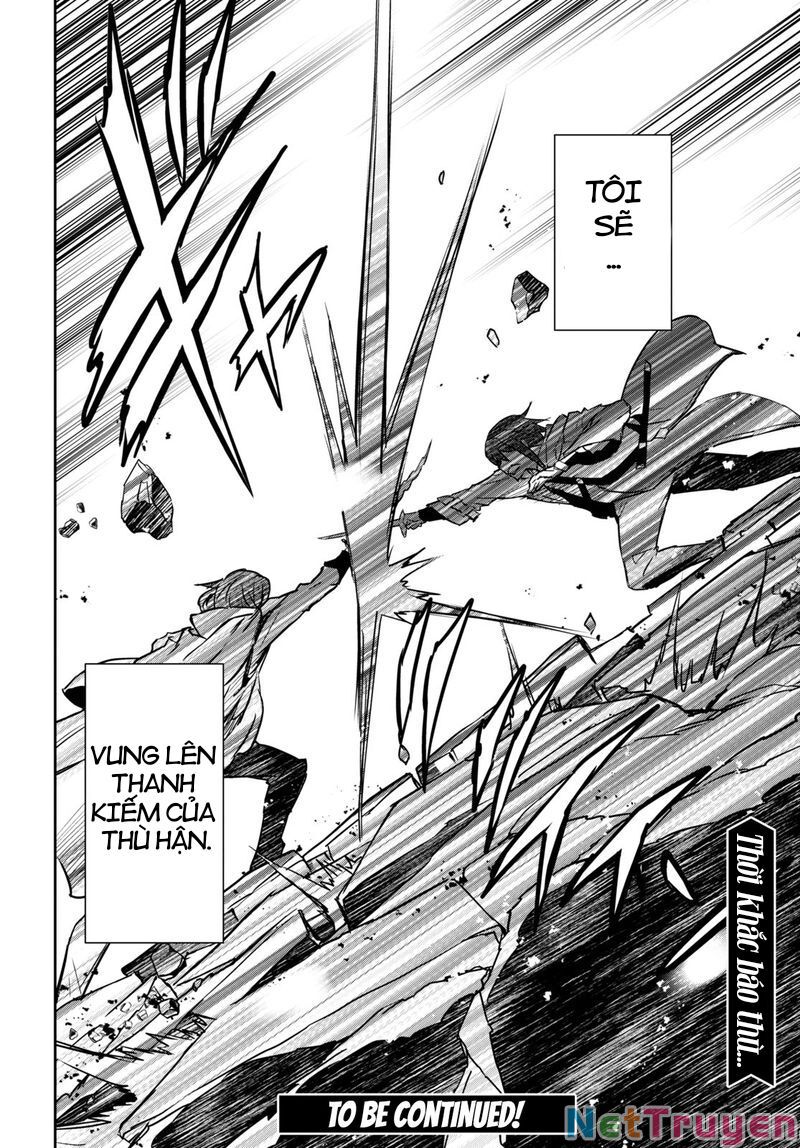 TÔI
SẼ
...
VUNG LÊN
THANH
KIẾM CỦA
THÙ HẬN.
Thời khắc báo thù...
TO BE CONTINUED!
NetTruyen